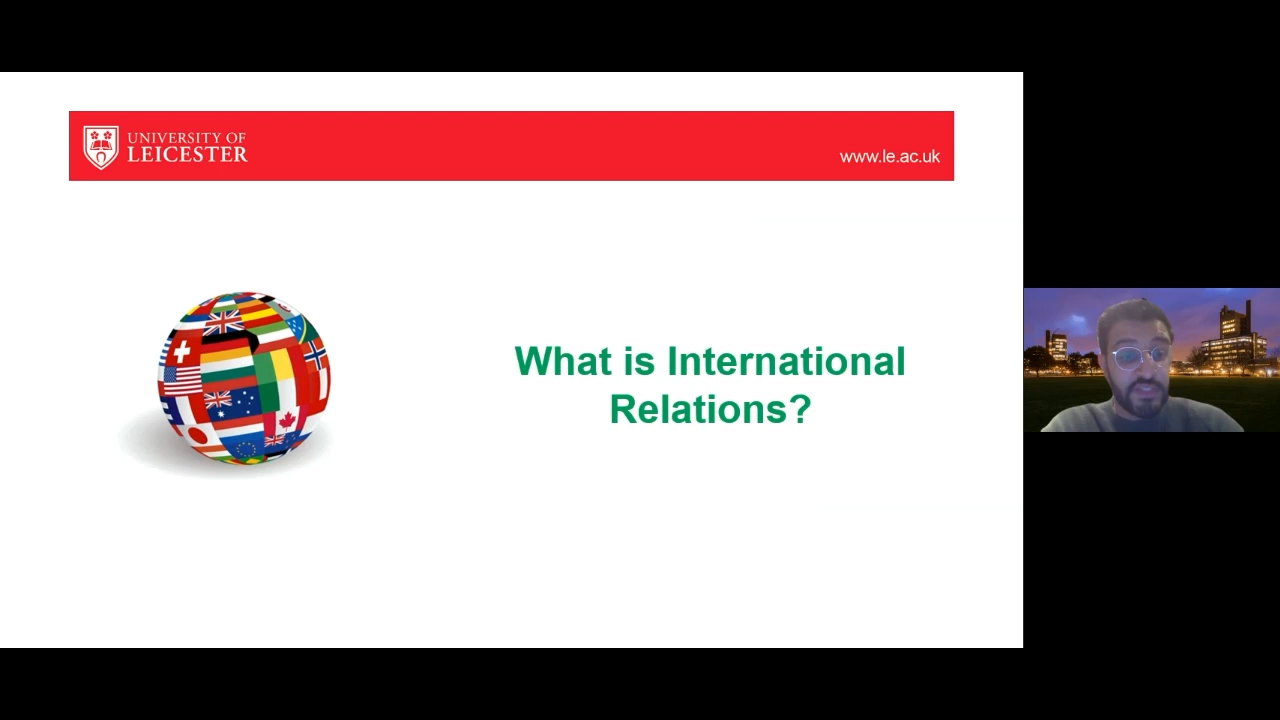 UNIVERSITY OF
LEICESTER
www.le.ac.uk
What is International
Relations?